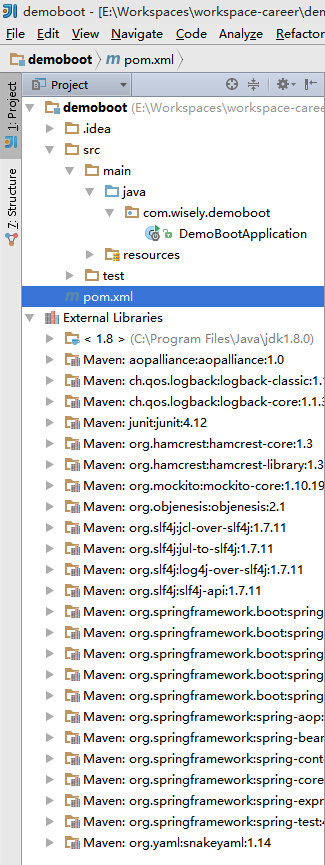 demoboot - [E:\Workspaces\workspace-career\dem
File Edit View Navigate Code Analyze Refactor
demoboot pom.xml
Project
1: Project
7: Structure
demoboot (E:\Workspaces\workspace-caree
.idea
src
main
java
com.wisely.demoboot
DemoBootApplication
resources
test
pom.xml
External Libraries
< 1.8 > (C:\Program Files\Java\jdk1.8.0)
Maven: aopalliance:aopalliance:1.0
Maven: ch.qos.logback:logback-classic:1.
Maven: ch.qos.logback:logback-core:1.1.3
Maven: junit:junit:4.12
Maven: org.hamcrest:hamcrest-core:1.3
Maven: org.hamcrest:hamcrest-library:1.3
Maven: org.mockito:mockito-core:1.10.19
Maven: org.objenesis:objenesis:2.1
Maven: org.slf4j:jcl-over-slf4j:1.7.11
Maven: org.slf4j:jul-to-slf4j:1.7.11
Maven: org.slf4j:log4j-over-slf4j:1.7.11
Maven: org.slf4j:slf4j-api:1.7.11
Maven: org.springframework.boot:spring
Maven: org.springframework.boot:spring
Maven: org.springframework.boot:spring
Maven: org.springframework.boot:spring
Maven: org.springframework.boot:spring
Maven: org.springframework:spring-aop:
Maven: org.springframework:spring-bear
Maven: org.springframework:spring-cont
Maven: org.springframework:spring-core
Maven: org.springframework:spring-expr
Maven: org.springframework:spring-test:4
Maven: org.yaml:snakeyaml:1.14